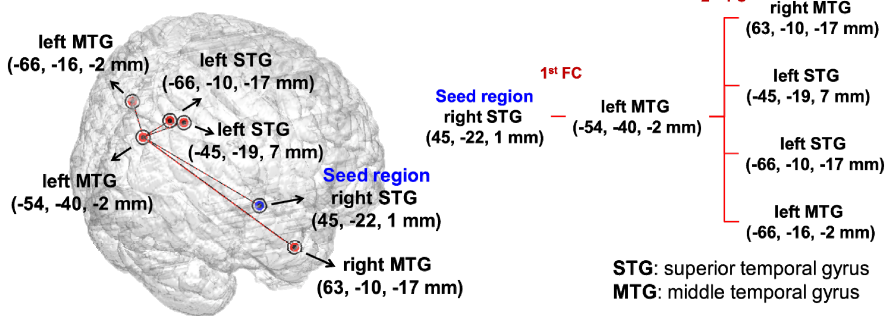 left MTG
(-66, -16, -2 mm)
left STG
(-66, -10, -17 mm)
left STG
(-45, -19, 7 mm)
left MTG
(-54, -40, -2 mm)
Seed region
right STG
(45, -22, 1 mm)
right MTG
(63, -10, -17 mm)
1st FC
Seed region
right STG
(45, -22, 1 mm)
left MTG
(-54, -40, -2 mm)
right MTG
(63, -10, -17 mm)
left STG
(-45, -19, 7 mm)
left STG
(-66, -10, -17 mm)
left MTG
(-66, -16, -2 mm)
STG: superior temporal gyrus
MTG: middle temporal gyrus